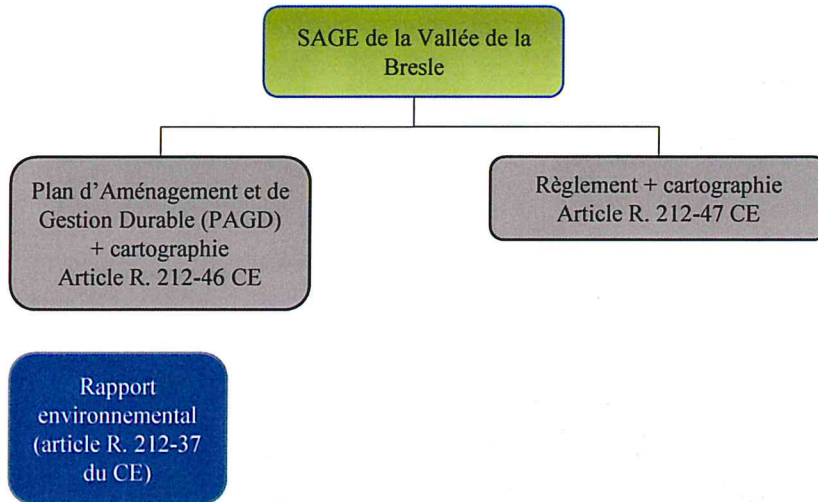 SAGE de la Vallée de la
Bresle
Plan d'Aménagement et de
Gestion Durable (PAGD)
+ cartographie
Article R. 212-46 CE
Règlement + cartographie
Article R. 212-47 CE
Rapport
environnemental
(article R. 212-37
du CE)